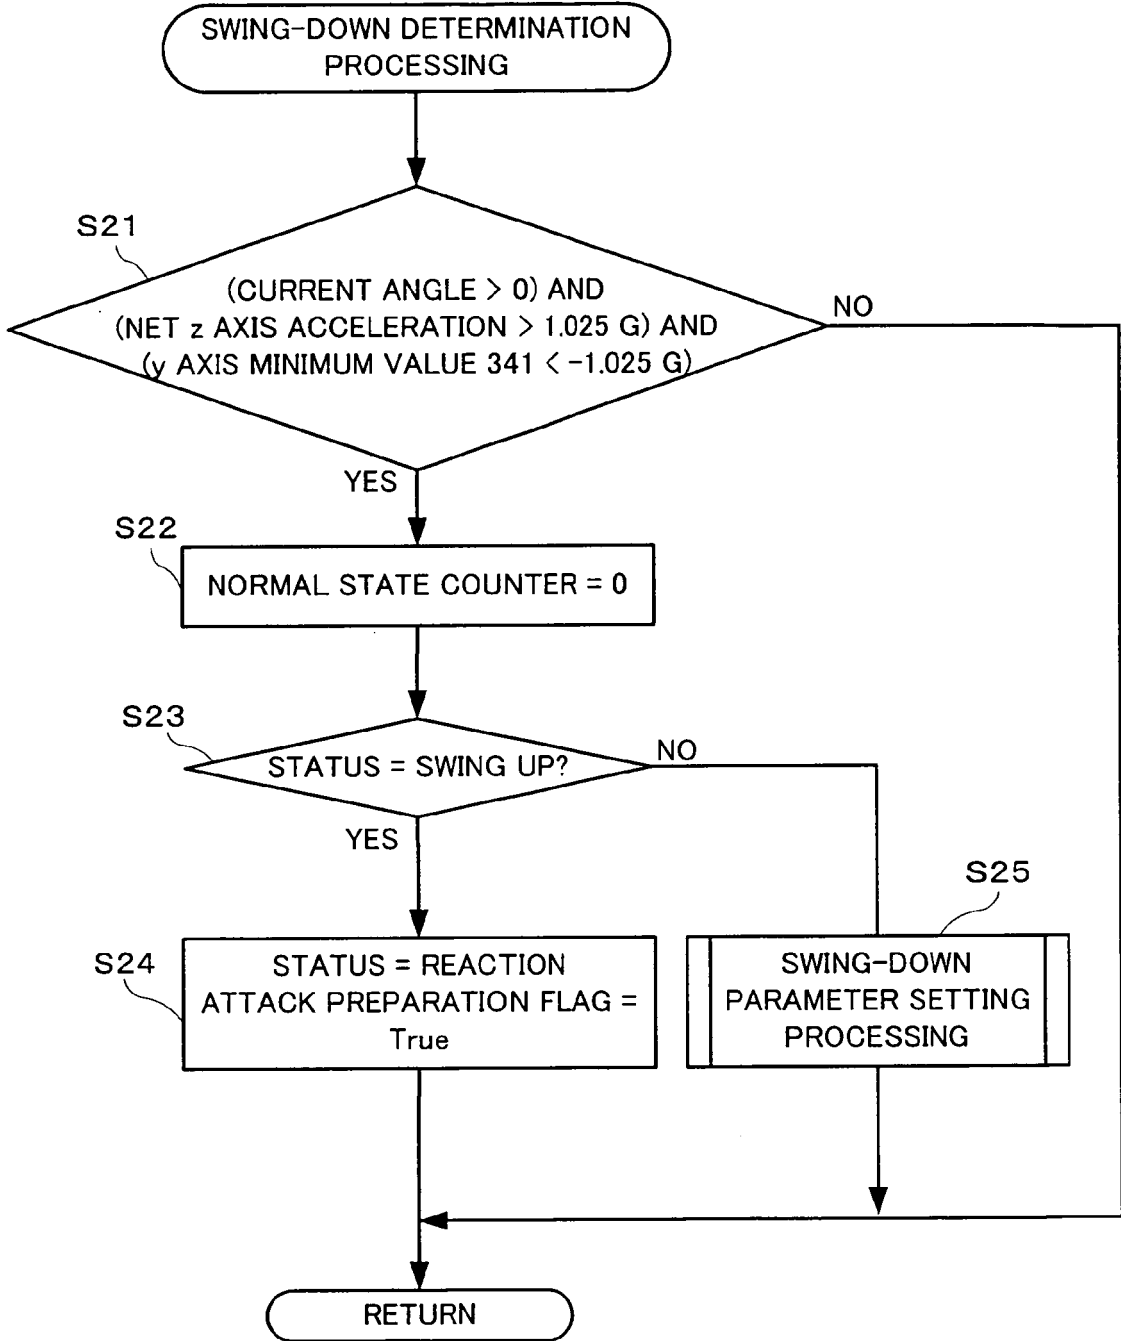 SWING-DOWN DETERMINATION
PROCESSING
S21
(CURRENT ANGLE > 0) AND
(NET z AXIS ACCELERATION > 1.025 G) AND
(y AXIS MINIMUM VALUE 341 < -1.025 G)
NO
YES
S22
NORMAL STATE COUNTER = 0
S23
STATUS = SWING UP?
NO
YES
S24
STATUS = REACTION
ATTACK PREPARATION FLAG =
True
S25
SWING-DOWN
PARAMETER SETTING
PROCESSING
RETURN